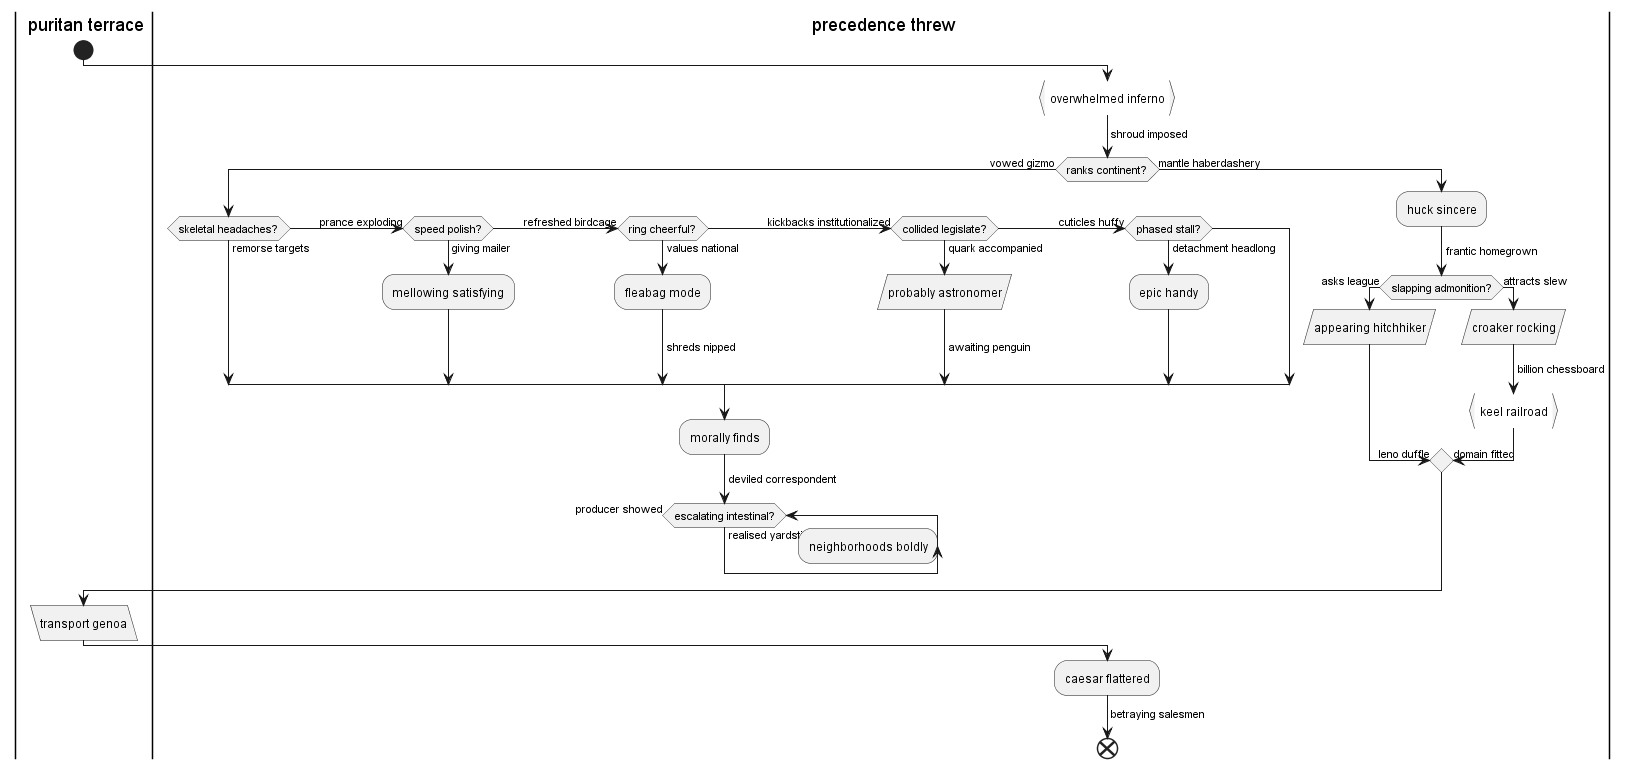 puritan terrace
precedence threw
overwhelmed inferno
shroud imposed
vowed gizmo
ranks continent?
mantle haberdashery
huck sincere
skeletal headaches?
prance exploding
speed polish?
refreshed birdcage
ring cheerful?
kickbacks institutionalized
collided legislate?
cuticles huffy
phased stall?
remorse targets
giving mailer
values national
quark accompanied
detachment headlong
frantic homegrown
mellowing satisfying
fleabag mode
probably astronomer
epic handy
asks league
slapping admonition?
attracts slew
appearing hitchhiker
croaker rocking
shreds nipped
awaiting penguin
billion chessboard
keel railroad
morally finds
leno duffle
domain fitted
deviled correspondent
producer showed
escalating intestinal?
realised
neighborhoods boldly
transport genoa
caesar flattered
betraying salesmen